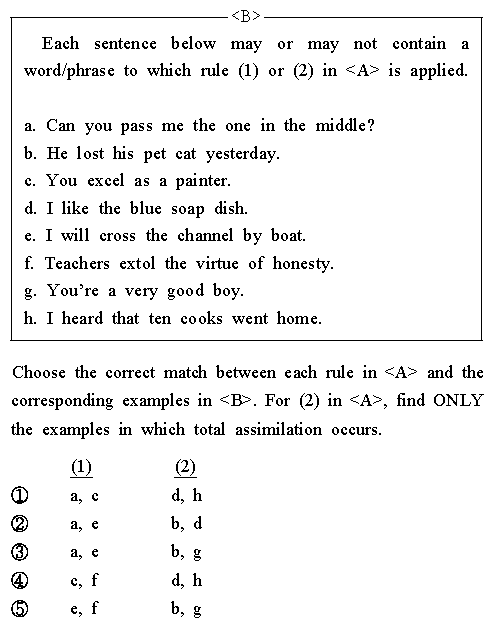 <B>
Each sentence below may or may not contain a
word/phrase to which rule (1) or (2) in <A> is applied.
a. Can you pass me the one in the middle?
b. He lost his pet cat yesterday.
c. You excel as a painter.
d. I like the blue soap dish.
e. I will cross the channel by boat.
f. Teachers extol the virtue of honesty.
g. You're a very good boy.
h. I heard that ten cooks went home.
Choose the correct match between each rule in <A> and the
corresponding examples in <B>. For (2) in <A>, find ONLY
the examples in which total assimilation occurs.
(1) (2)
① a, c d, h
② a, e b, d
③ a, e b, g
④ c, f d, h
⑤ e, f b, g